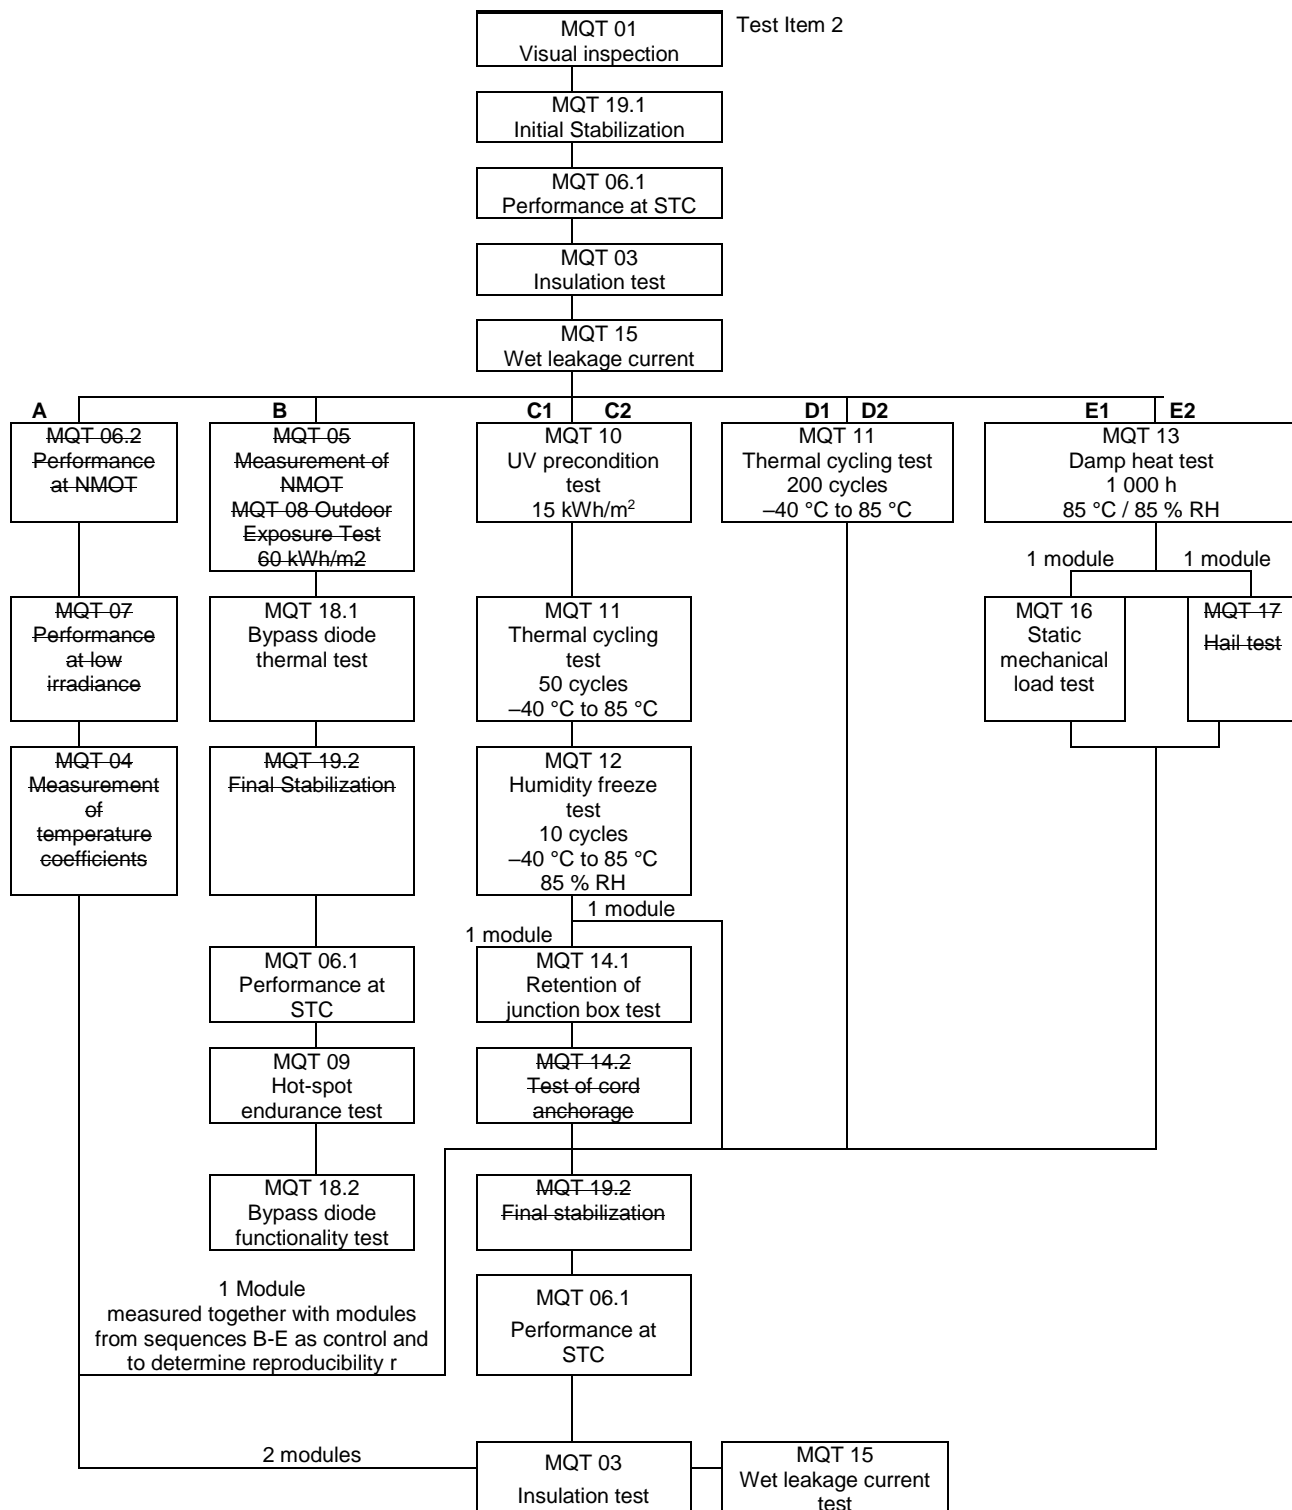 MQT 01
Visual inspection
Test Item 2
MQT 19.1
Initial Stabilization
MQT 06.1
Performance at STC
MQT 03
Insulation test
MQT 15
Wet leakage current
A
MQT 06.2
Performance
at NMOT
MQT 07
Performance
at low
irradiance
MQT 04
Measurement
of
temperature
coefficients
B
MQT 05
Measurement of
NMOT
MQT 08 Outdoor
Exposure Test
60 kWh/m2
MQT 18.1
Bypass diode
thermal test
MQT 19.2
Final Stabilization
MQT 06.1
Performance at
STC
MQT 09
Hot-spot
endurance test
MQT 18.2
Bypass diode
functionality test
C1 C2
MQT 10
UV precondition
test
15 kWh/m²
MQT 11
Thermal cycling
test
50 cycles
–40 °C to 85 °C
MQT 12
Humidity freeze
test
10 cycles
–40 °C to 85 °C
85 % RH
1 module
1 module
MQT 14.1
Retention of
junction box test
MQT 14.2
Test of cord
anchorage
D1 D2
MQT 11
Thermal cycling test
200 cycles
–40 °C to 85 °C
E1 E2
MQT 13
Damp heat test
1 000 h
85 °C / 85 % RH
1 module
1 module
MQT 16
Static
mechanical
load test
MQT 17
Hail test
MQT 19.2
Final stabilization
1 Module
measured together with modules
from sequences B-E as control and
to determine reproducibility r
MQT 06.1
Performance at
STC
2 modules
MQT 03
Insulation test
MQT 15
Wet leakage current
test